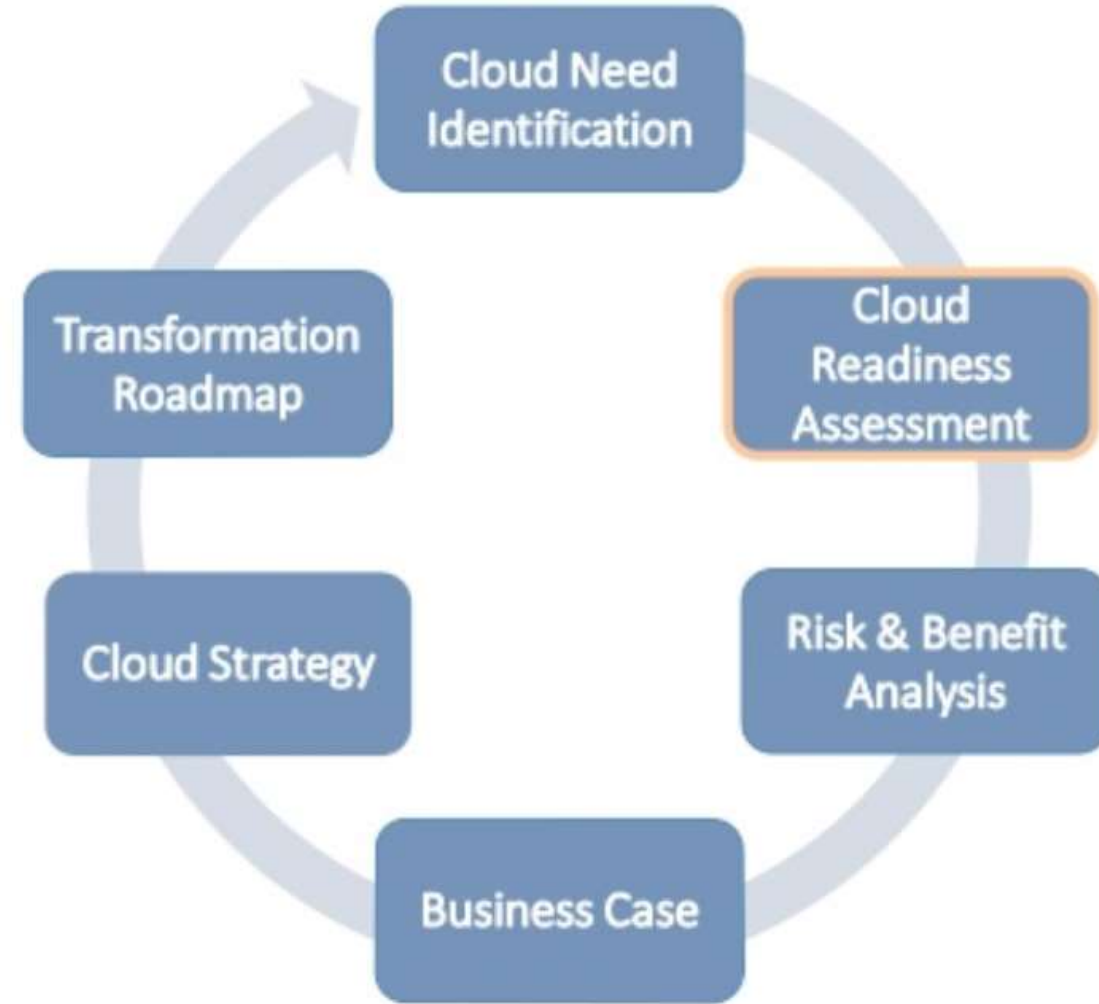 Cloud Need
Identification
Cloud
Readiness
Assessment
Risk & Benefit
Analysis
Business Case
Cloud Strategy
Transformation
Roadmap